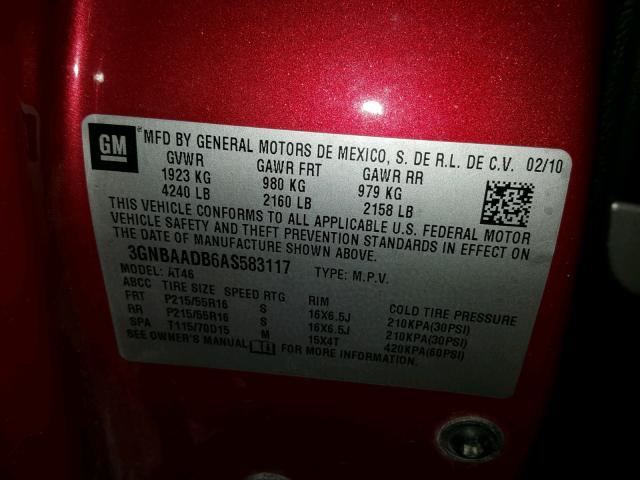 GM
®MFD BY GENERAL MOTORS DE MEXICO, S. DE R.L. DE C.V. 02/10
GVWR GAWR FRT GAWR RR
1923 KG 980 KG 979 KG
4240 LB 2160 LB 2158 LB
THIS VEHICLE CONFORMS TO ALL APPLICABLE U.S. FEDERAL MOTOR
VEHICLE SAFETY AND THEFT PREVENTION STANDARDS IN EFFECT ON
THE DATE OF MANUFACTURE SHOWN ABOVE.
3GNBAADB6AS583117 TYPE: M.P.V.
MODEL: AT46
ABCC TIRE SIZE SPEED RTG RIM COLD TIRE PRESSURE
FRT P215/55R16 S 16X6.5J 210KPA(30PSI)
RR P215/55R16 S 16X6.5J 210KPA(30PSI)
SPA T115/70D15 M 15X4T 420KPA(60PSI)
SEE OWNER'S MANUAL FOR MORE INFORMATION.